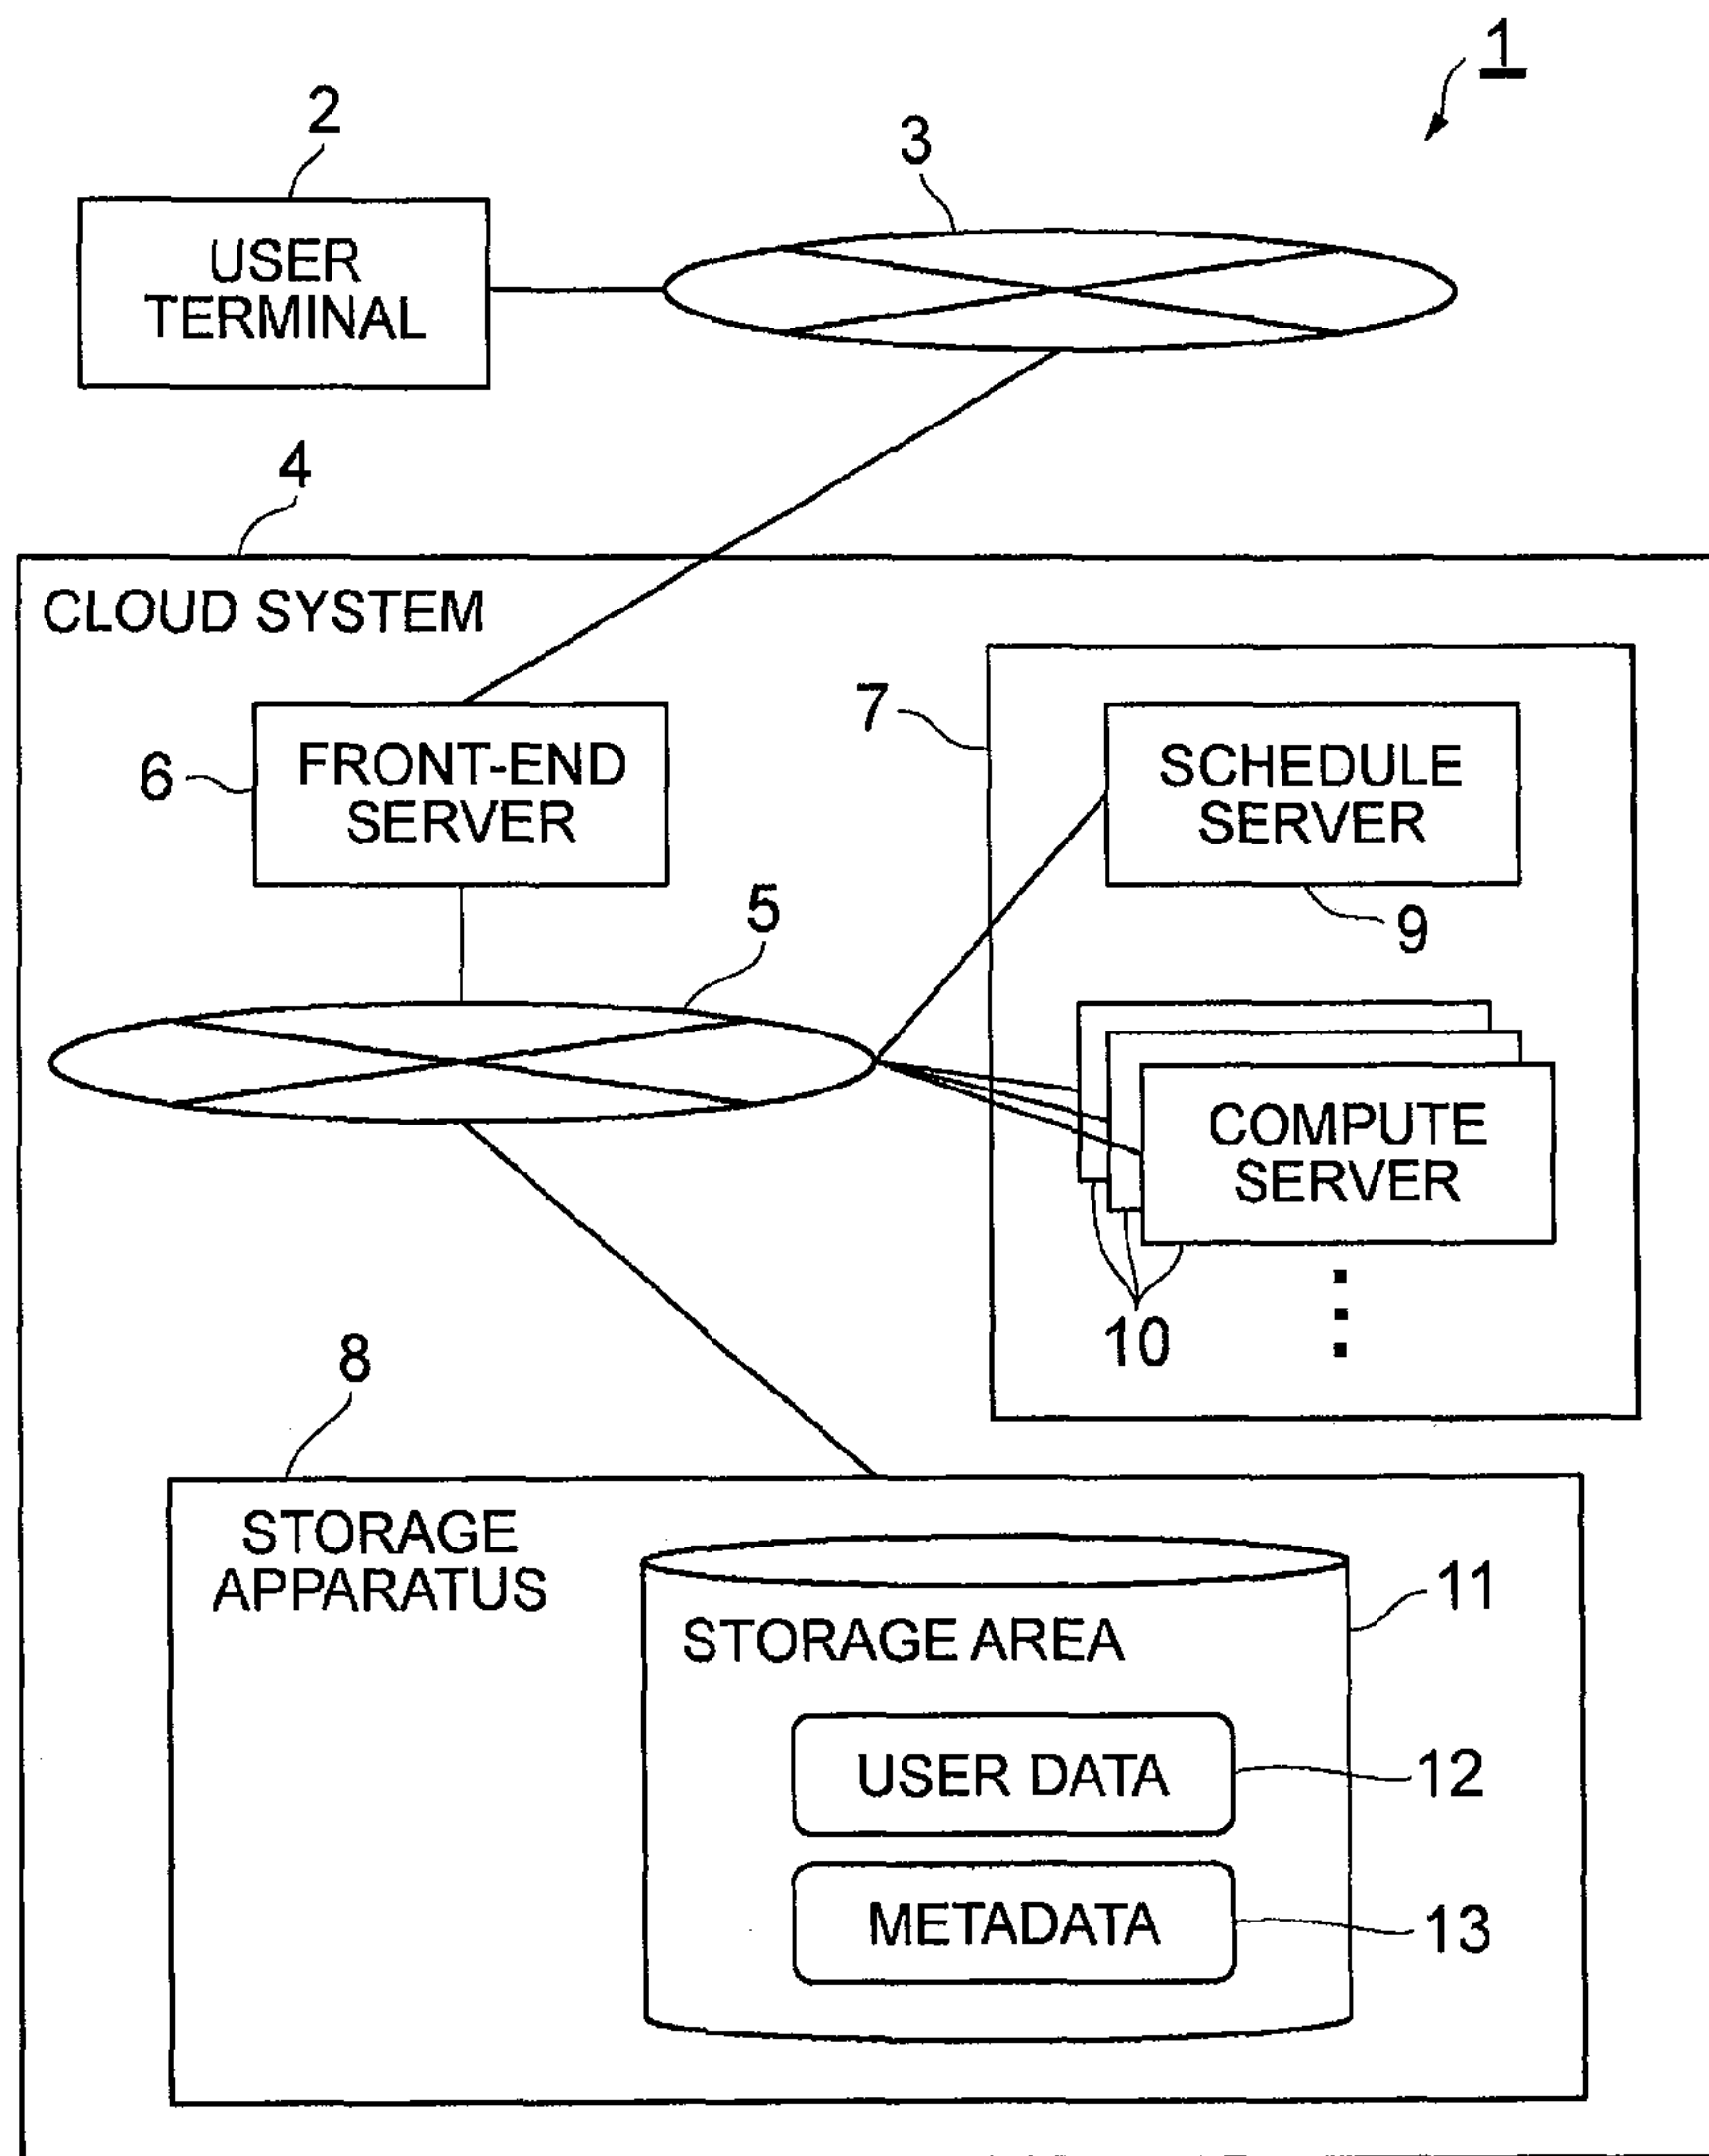 1
2
3
USER
TERMINAL
4
CLOUD SYSTEM
6
FRONT-END
SERVER
7
SCHEDULE
SERVER
9
5
COMPUTE
SERVER
10
8
STORAGE
APPARATUS
11
STORAGE AREA
USER DATA
12
METADATA
13